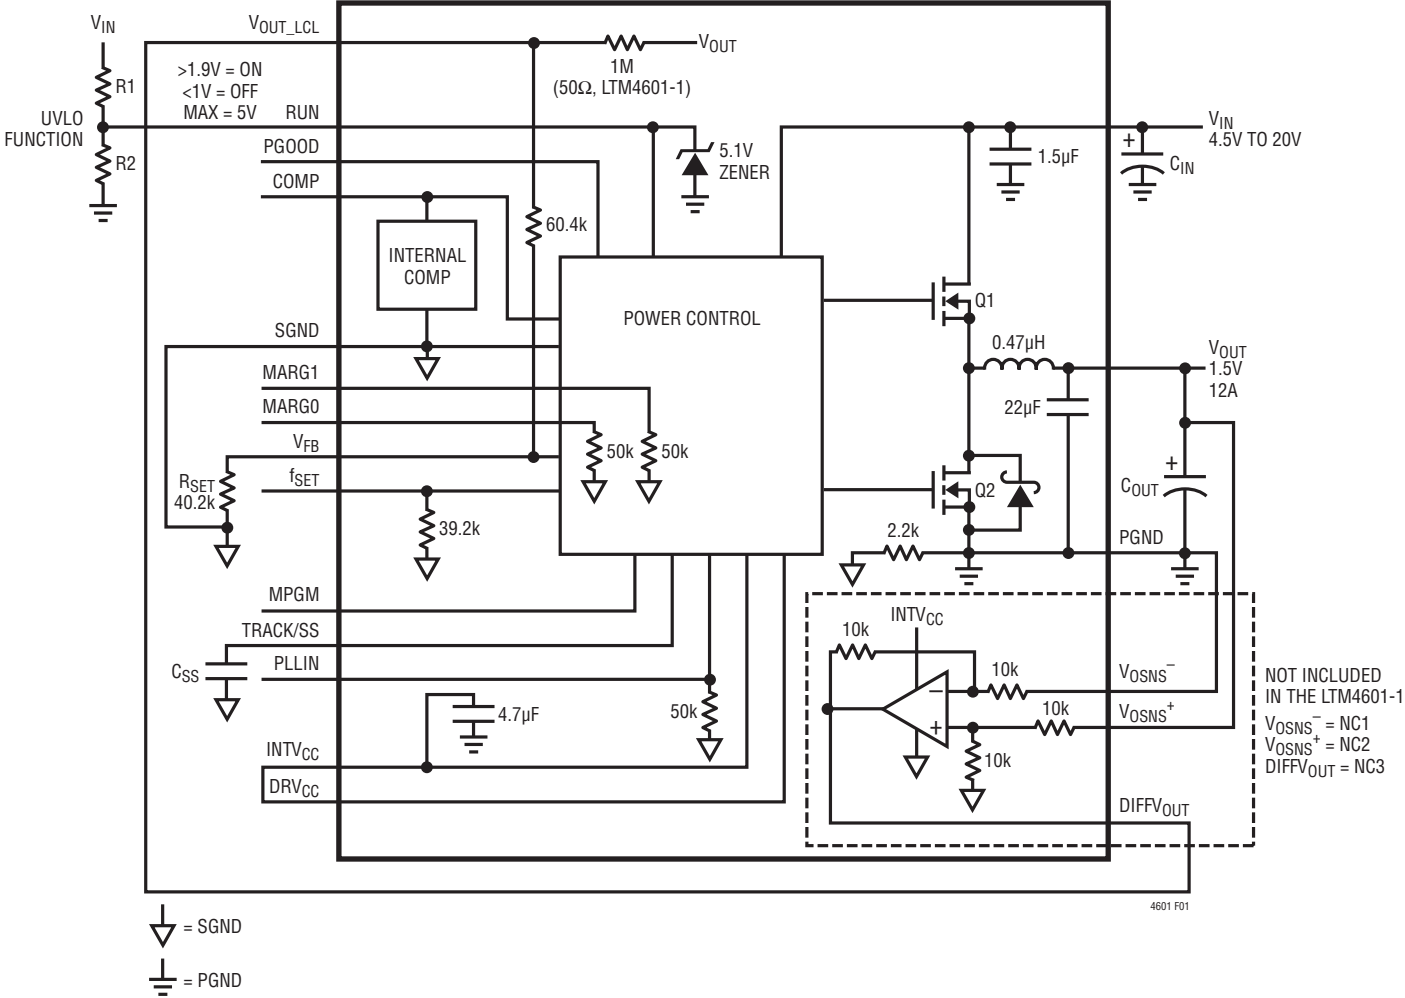 VIN
R1
R2
UVLO
FUNCTION
VOUT_LCL
>1.9V = ON
<1V = OFF
MAX = 5V
RUN
PGOOD
COMP
INTERNAL
COMP
SGND
MARG1
MARG0
VFB
fSET
RSET
40.2k
39.2k
MPGM
TRACK/SS
CSS
PLLIN
4.7µF
INTVCC
DRVCC
VOUT
1M
(50Ω, LTM4601-1)
5.1V
ZENER
60.4k
POWER CONTROL
50k
50k
50k
1.5µF
VIN
4.5V TO 20V
+
CIN
Q1
0.47µH
VOUT
1.5V
12A
22µF
+
COUT
Q2
2.2k
PGND
INTVCC
10k
10k
10k
10k
–
+
VOSNS–
VOSNS+
DIFFVOUT
NOT INCLUDED
IN THE LTM4601-1
VOSNS– = NC1
VOSNS+ = NC2
DIFFVOUT = NC3
4601 F01
= SGND
= PGND